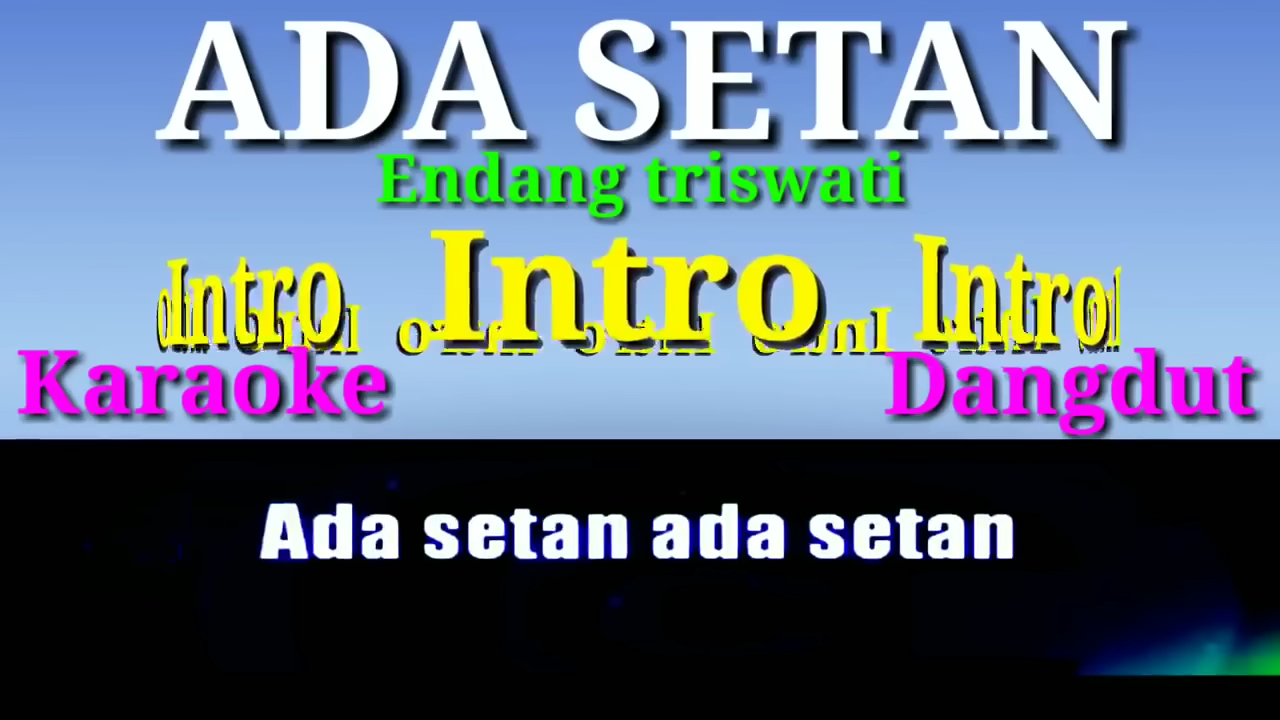 ADA SETAN
Endang triswati
Intro Intro Intro
Karaoke Dangdut
Ada setan ada setan